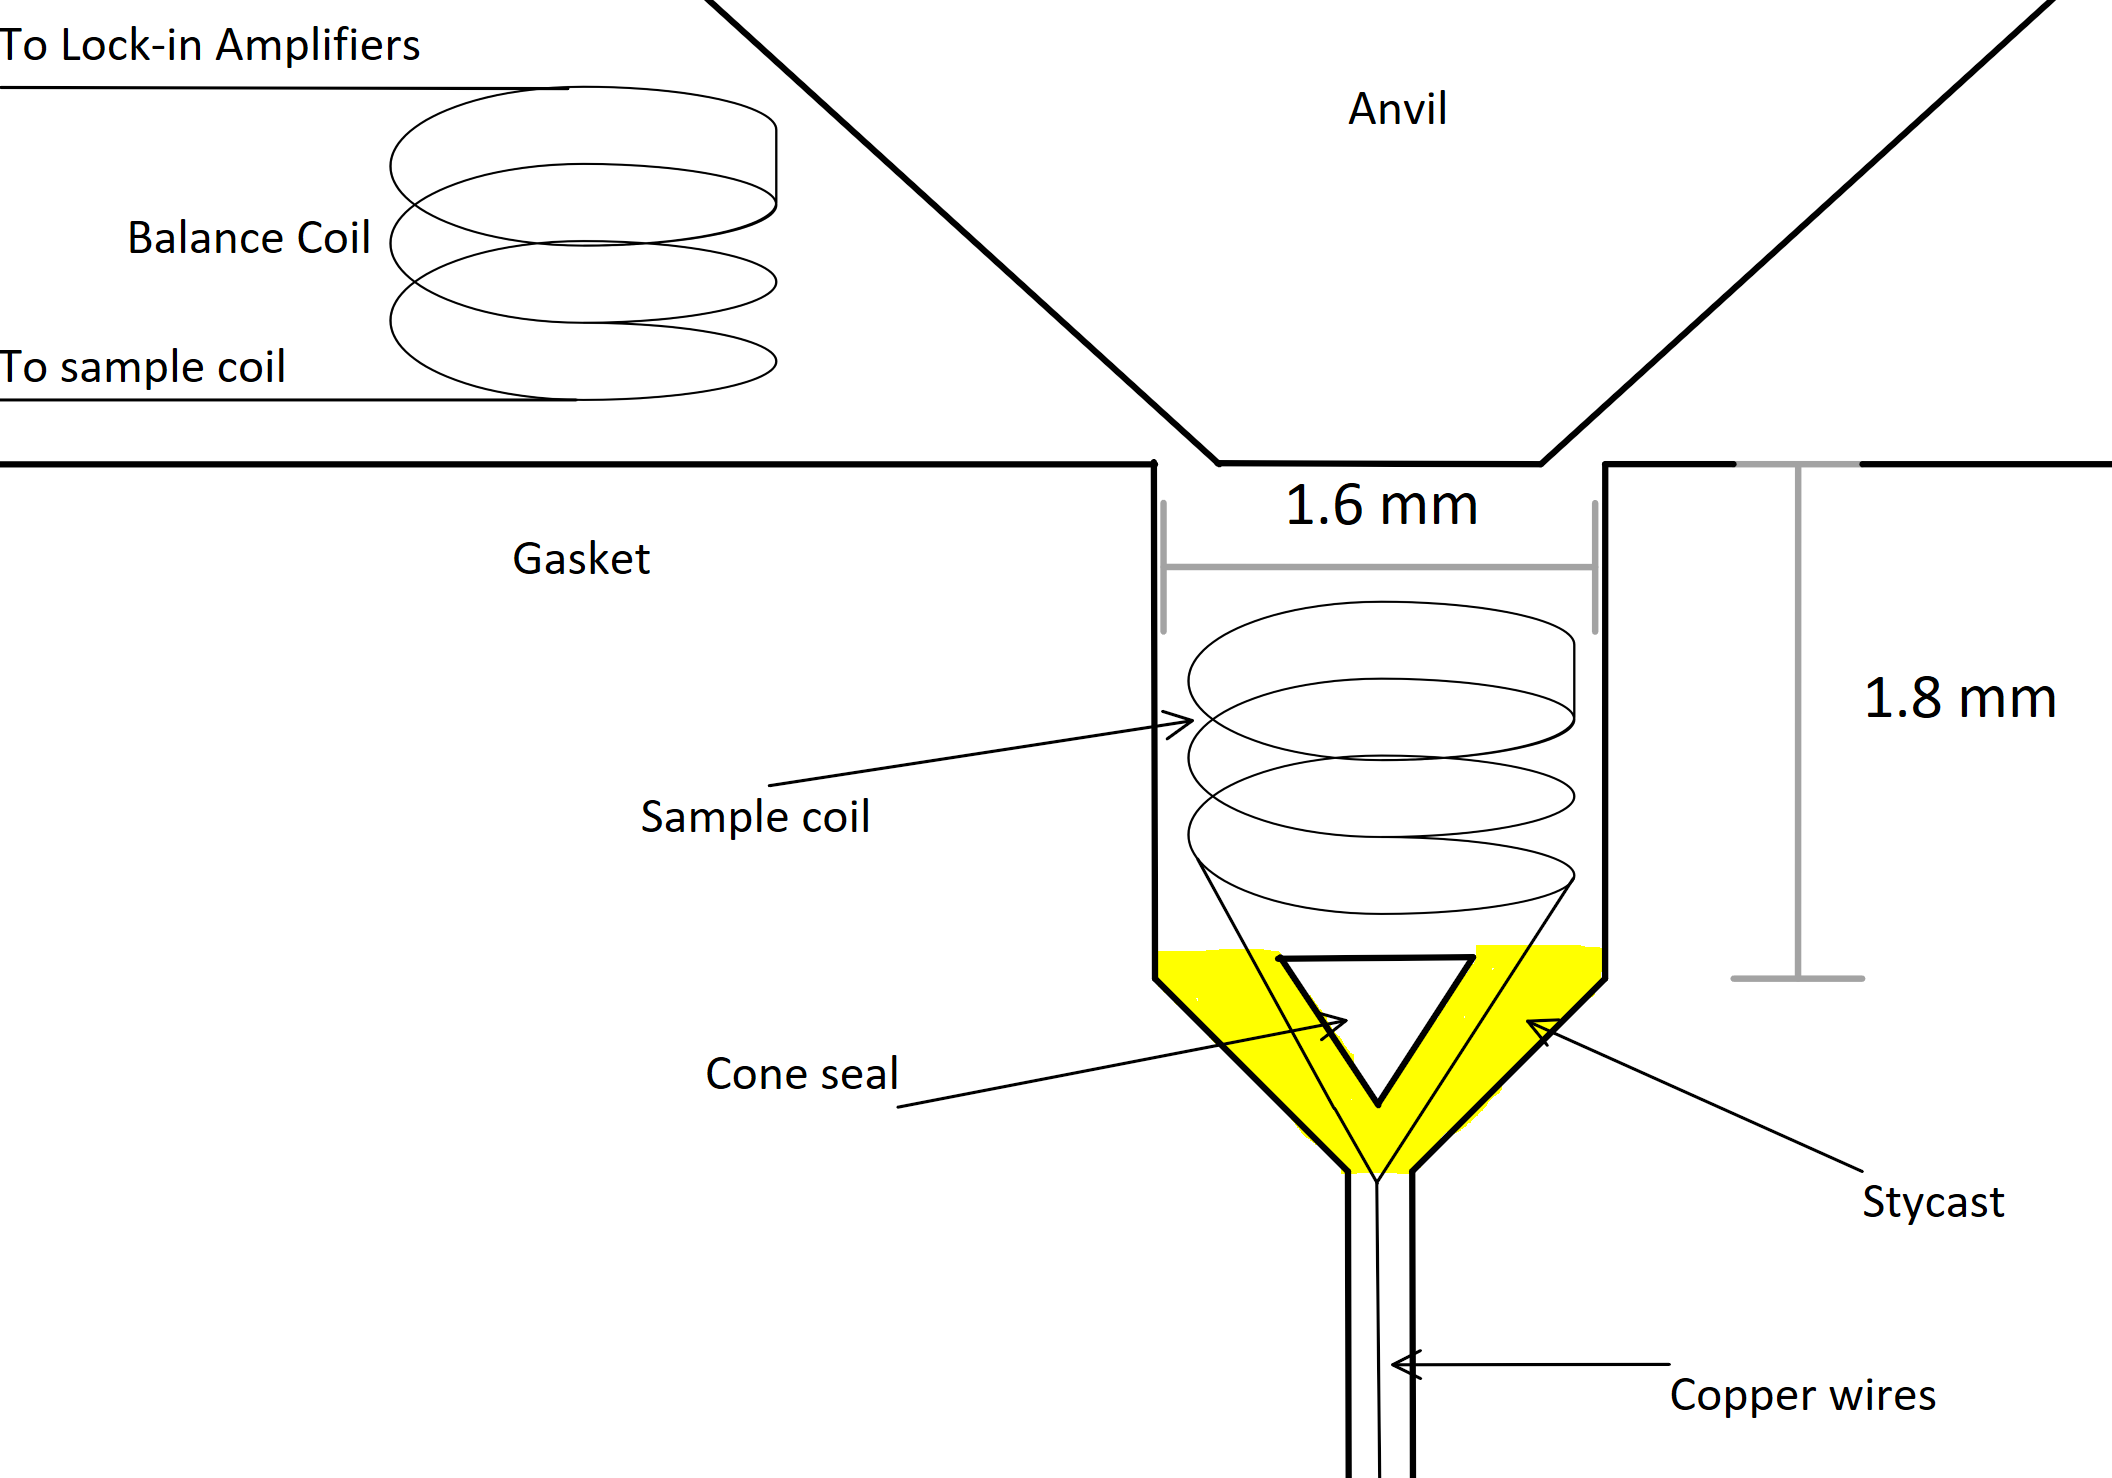 To Lock-in Amplifiers
Anvil
Balance Coil
To sample coil
1.6 mm
Gasket
1.8 mm
Sample coil
Cone seal
Stycast
Copper wires